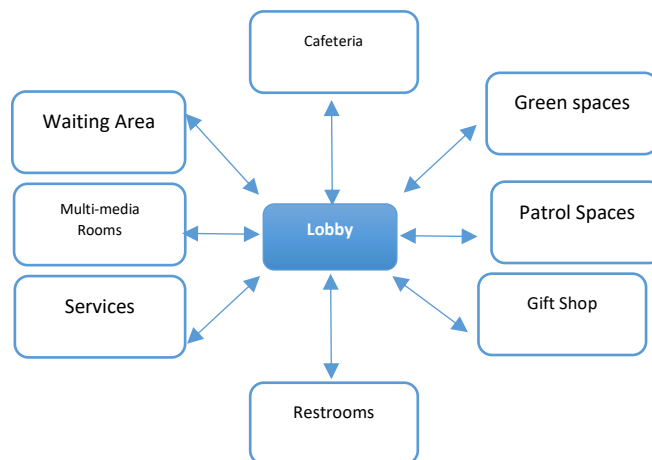 Cafeteria
Green spaces
Waiting Area
Multi-media
Rooms
Lobby
Patrol Spaces
Services
Gift Shop
Restrooms